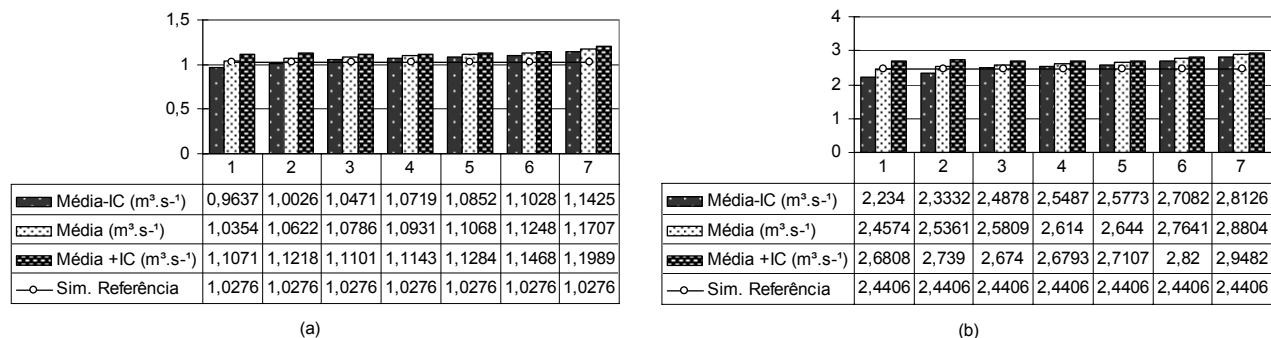 1,5
1
0,5
0
1 2 3 4 5 6 7
Média-IC (m³.s-¹) 0,9637 1,0026 1,0471 1,0719 1,0852 1,1028 1,1425
Média (m³.s-¹) 1,0354 1,0622 1,0786 1,0931 1,1068 1,1248 1,1707
Média +IC (m³.s-¹) 1,1071 1,1218 1,1101 1,1143 1,1284 1,1468 1,1989
Sim. Referência 1,0276 1,0276 1,0276 1,0276 1,0276 1,0276 1,0276
(a)
4
3
2
1
0
1 2 3 4 5 6 7
Média-IC (m³.s-¹) 2,234 2,3332 2,4878 2,5487 2,5773 2,7082 2,8126
Média (m³.s-¹) 2,4574 2,5361 2,5809 2,614 2,644 2,7641 2,8804
Média +IC (m³.s-¹) 2,6808 2,739 2,674 2,6793 2,7107 2,82 2,9482
Sim. Referência 2,4406 2,4406 2,4406 2,4406 2,4406 2,4406 2,4406
(b)